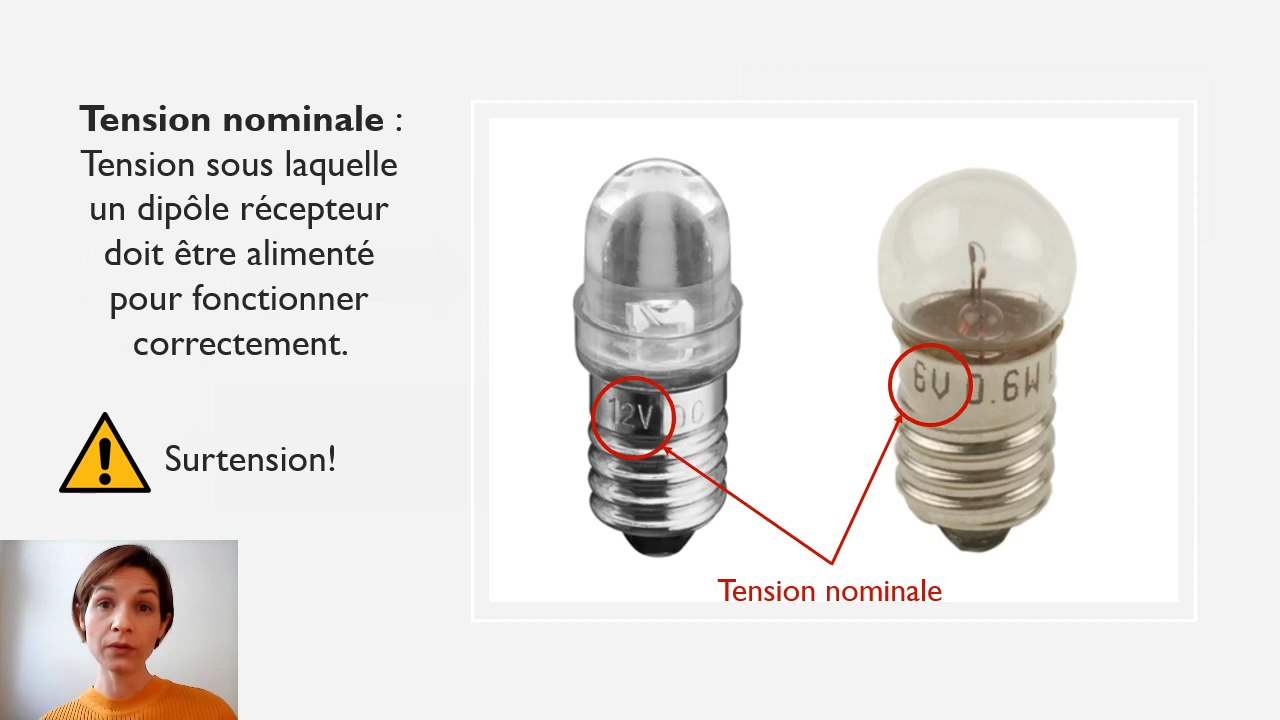 Tension nominale :
Tension sous laquelle
un dipôle récepteur
doit être alimenté
pour fonctionner
correctement.
Surtension!
12V DC
6V 0.6W
Tension nominale